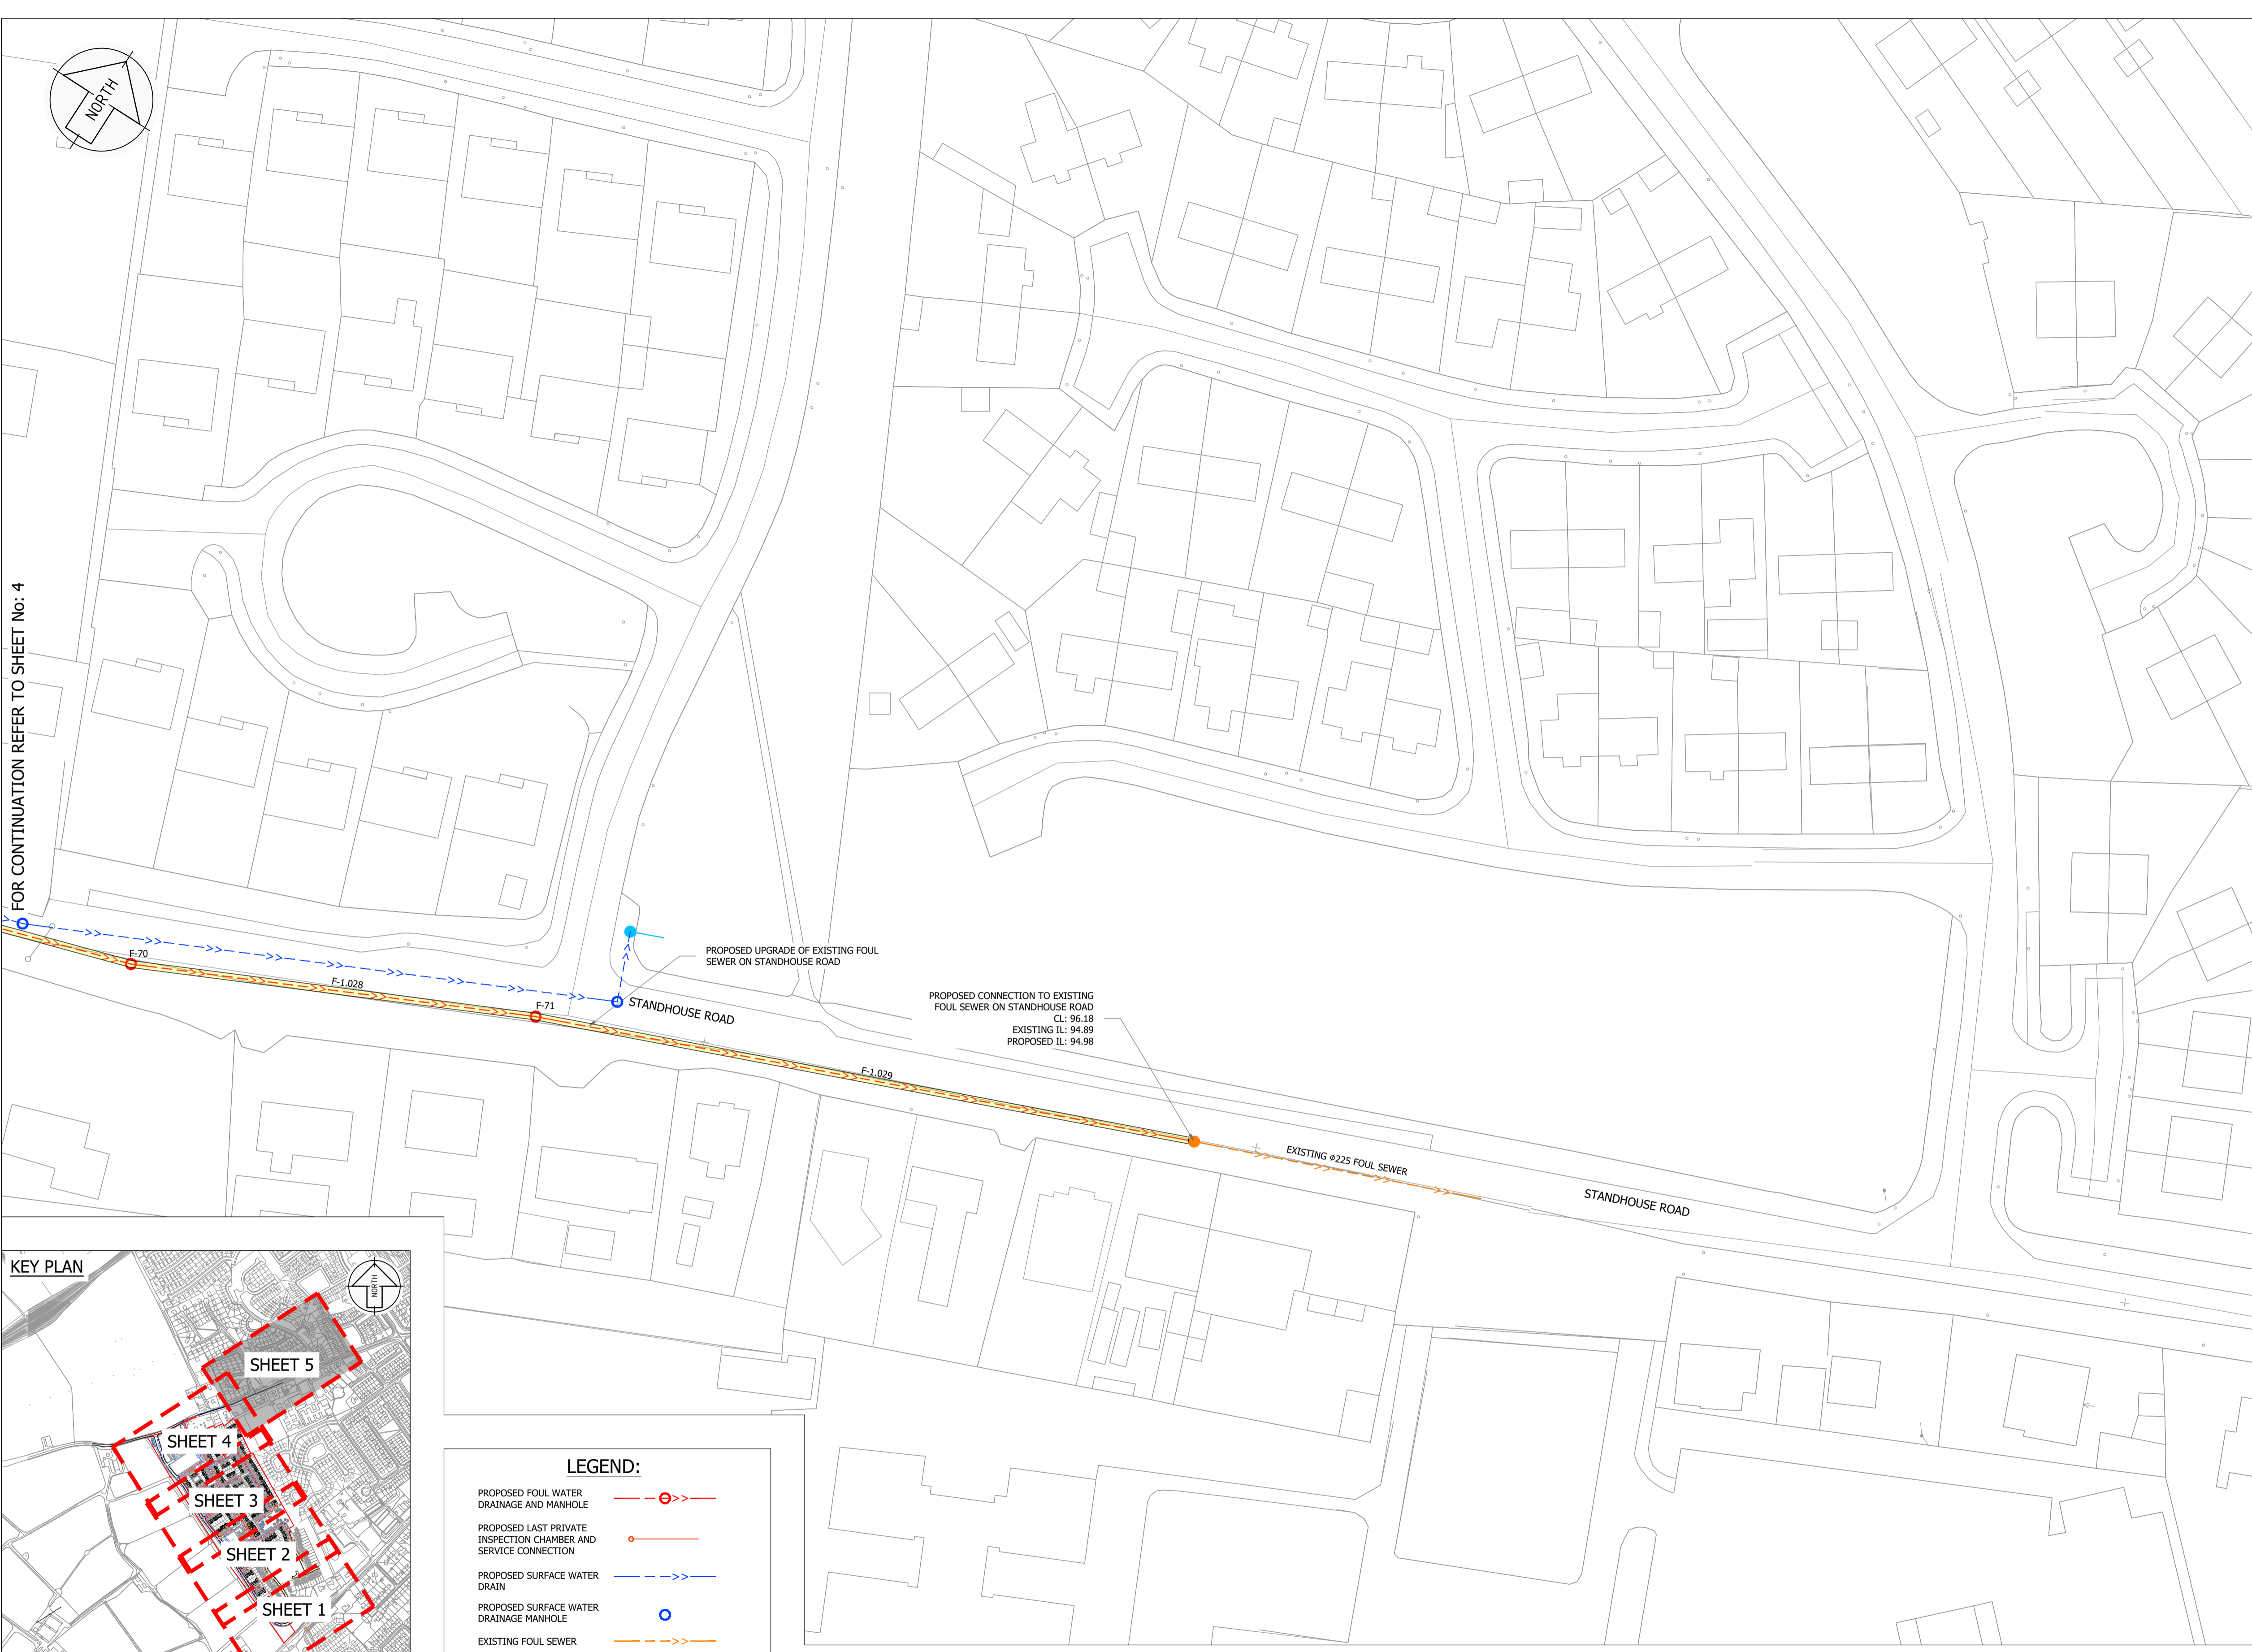 NORTH
FOR CONTINUATION REFER TO SHEET No: 4
F-70
F-1.028
F-71
PROPOSED UPGRADE OF EXISTING FOUL
SEWER ON STANDHOUSE ROAD
STANDHOUSE ROAD
PROPOSED CONNECTION TO EXISTING
FOUL SEWER ON STANDHOUSE ROAD
CL: 96.18
EXISTING IL: 94.89
PROPOSED IL: 94.98
F-1.029
EXISTING Ø225 FOUL SEWER
STANDHOUSE ROAD
KEY PLAN
NORTH
SHEET 5
SHEET 4
SHEET 3
SHEET 2
SHEET 1
LEGEND:
PROPOSED FOUL WATER
DRAINAGE AND MANHOLE
PROPOSED LAST PRIVATE
INSPECTION CHAMBER AND
SERVICE CONNECTION
PROPOSED SURFACE WATER
DRAIN
PROPOSED SURFACE WATER
DRAINAGE MANHOLE
EXISTING FOUL SEWER